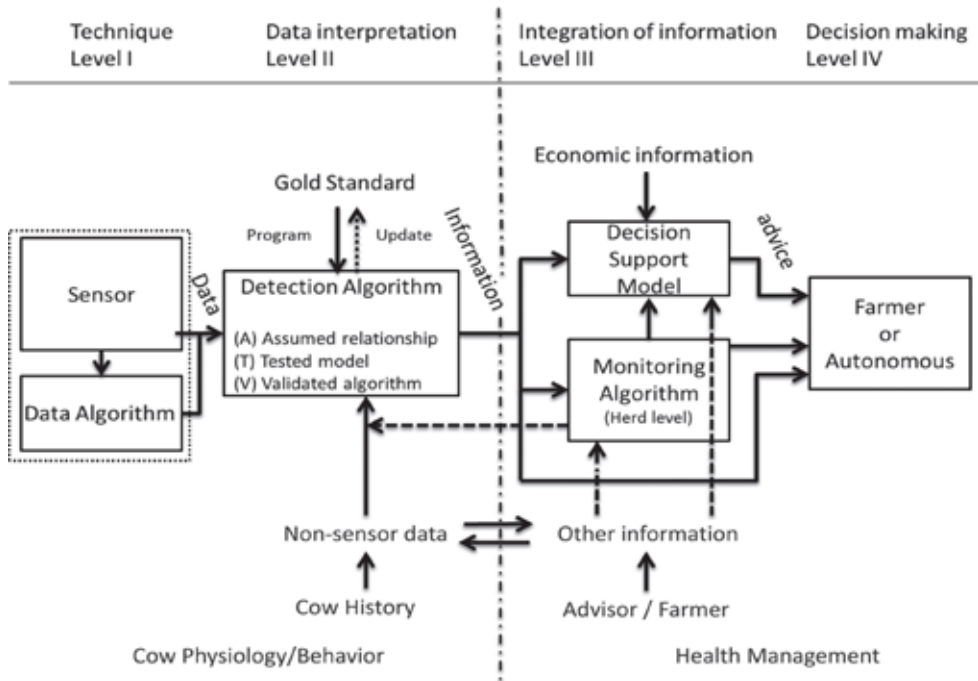 Technique
Level I
Data interpretation
Level II
Integration of information
Level III
Decision making
Level IV
Economic information
Gold Standard
Program
Update
Information
advice
Data
Sensor
Data Algorithm
Detection Algorithm
(A) Assumed relationship
(T) Tested model
(V) Validated algorithm
Decision
Support
Model
Monitoring
Algorithm
(Herd level)
Farmer
or
Autonomous
Non-sensor data
Other information
Cow History
Advisor / Farmer
Cow Physiology/Behavior
Health Management